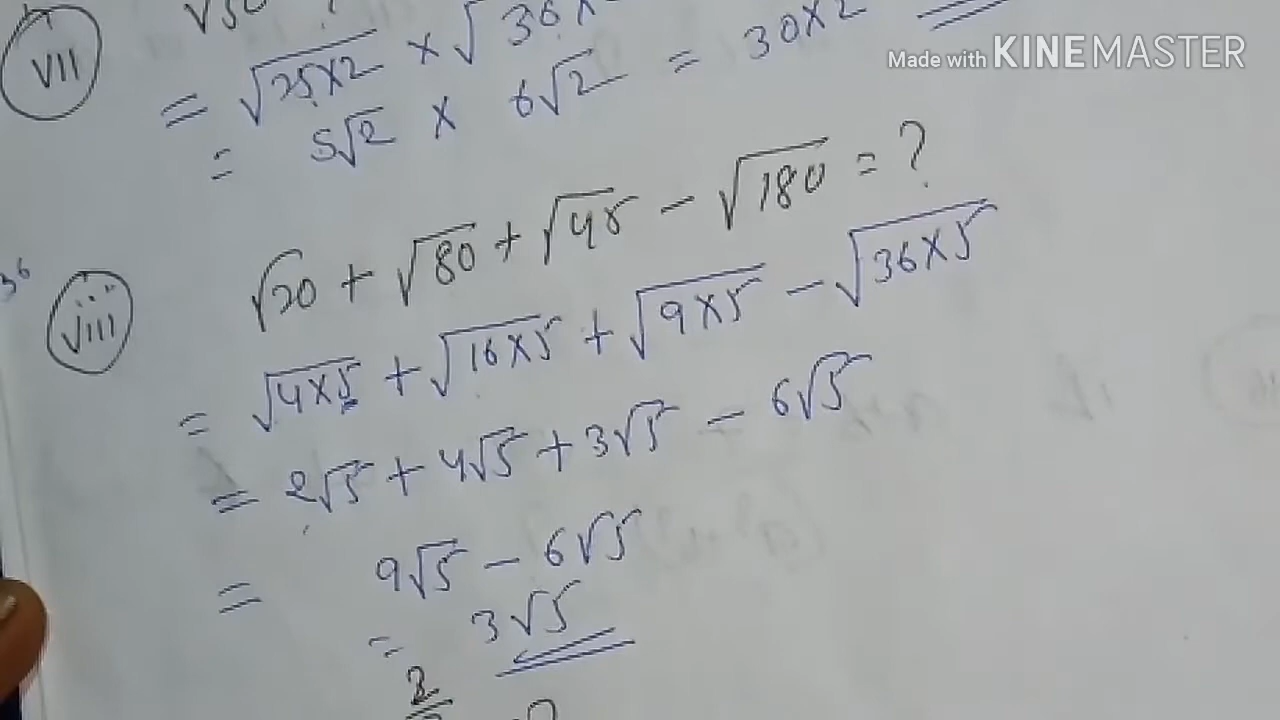 √50
(VII)
= √25×2 × √36×
= 5√2 × 6√2 = 30×2
Made with KINEMASTER
(viii) √20 + √80 + √45 − √180 = ?
36
= √4×5 + √16×5 + √9×5 − √36×5
= 2√5 + 4√5 + 3√5 − 6√5
= 9√5 − 6√5
= 3√5